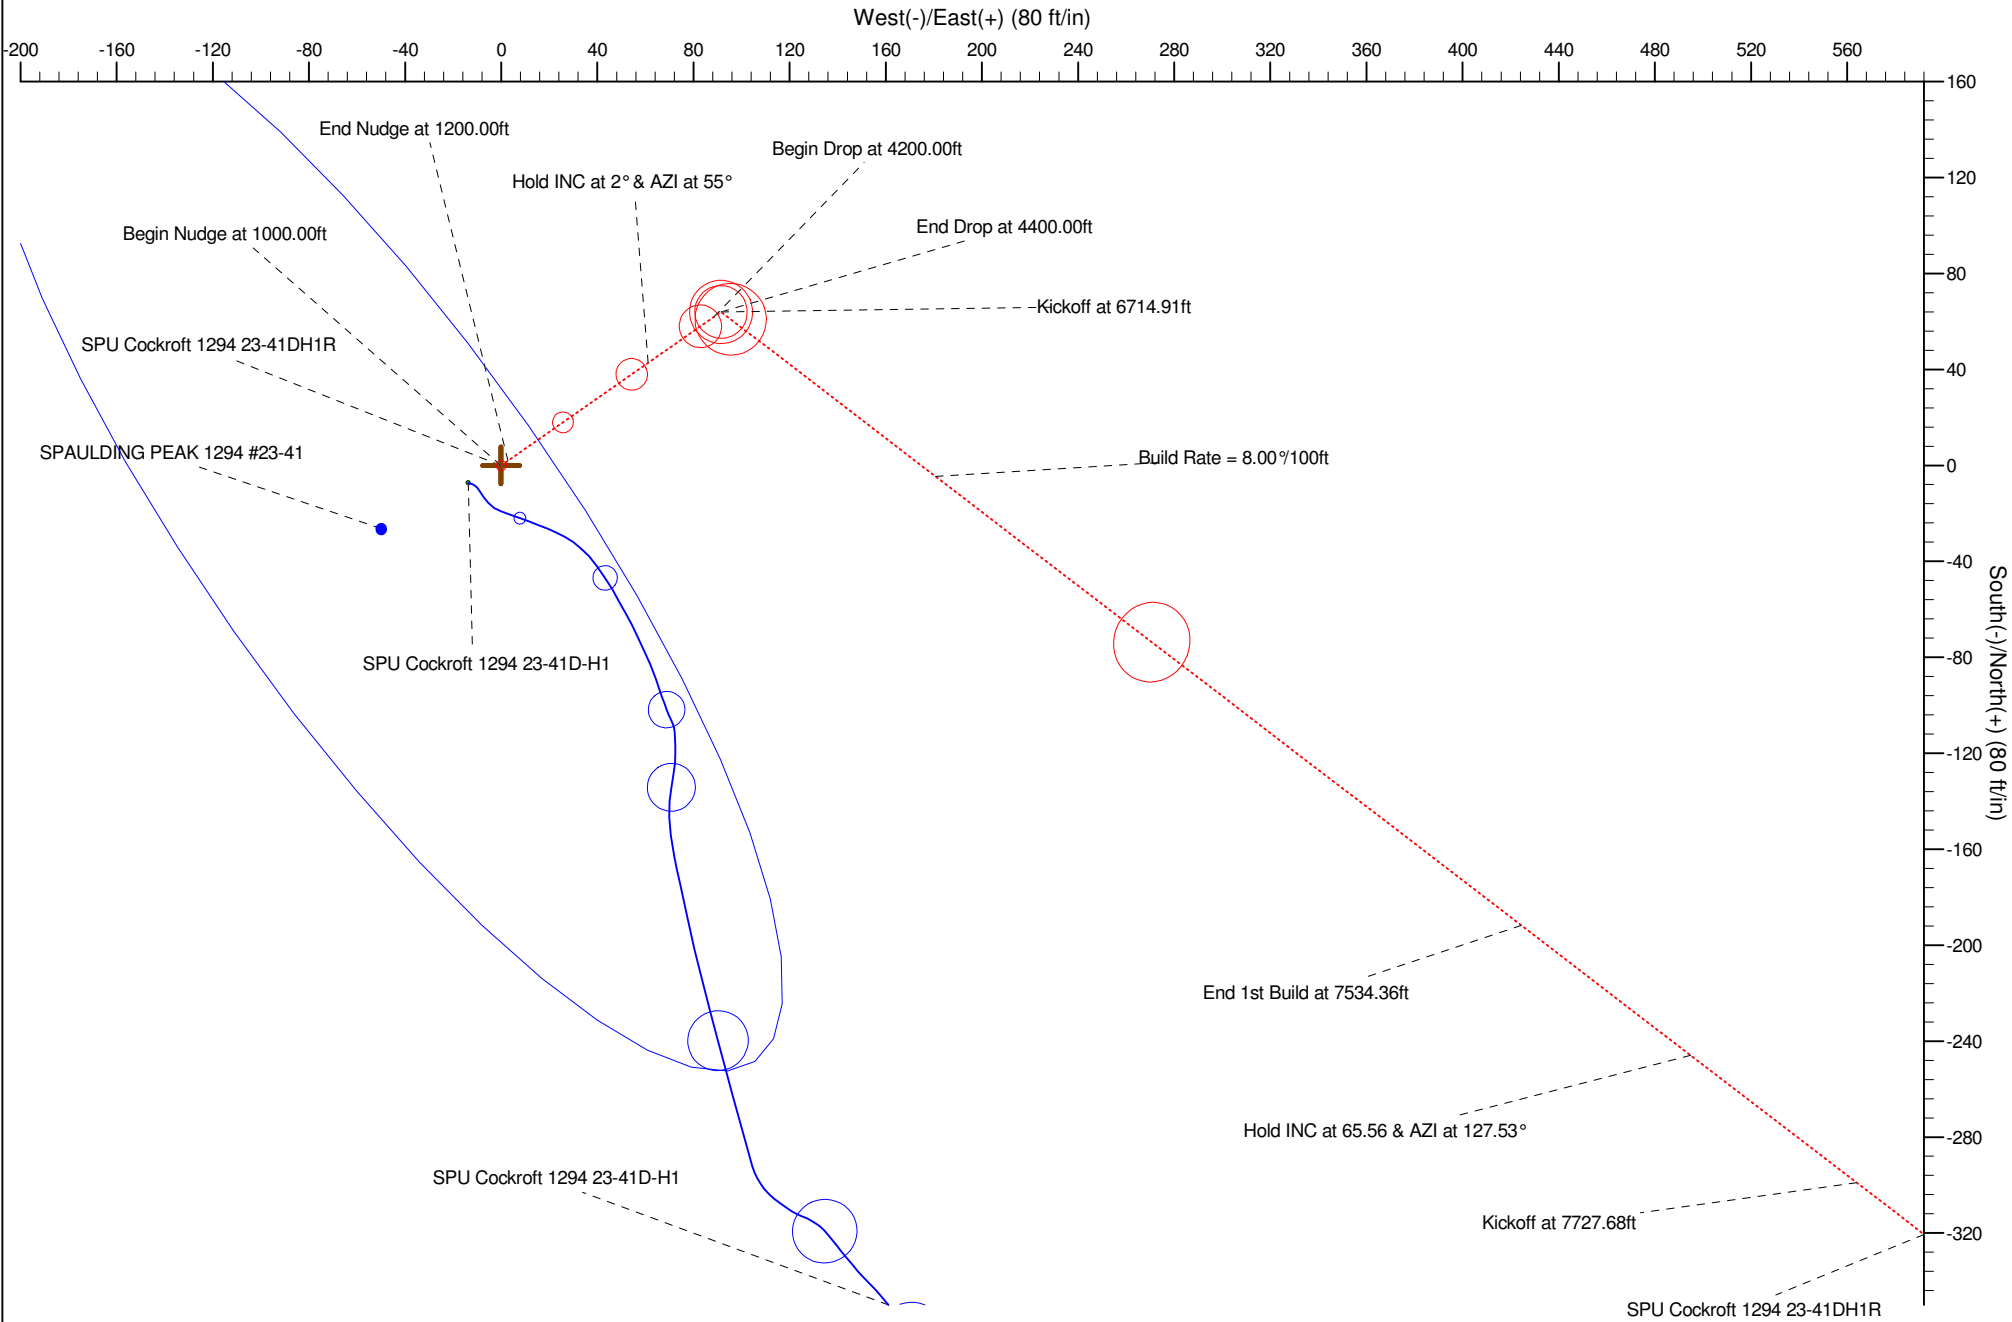 West(-)/East(+) (80 ft/in)
-200 -160 -120 -80 -40 0 40 80 120 160 200 240 280 320 360 400 440 480 520 560
160
120
80
40
0
-40
-80
-120
-160
-200
-240
-280
-320
South(-)/North(+) (80 ft/in)
End Nudge at 1200.00ft
Begin Drop at 4200.00ft
Hold INC at 2° & AZI at 55°
Begin Nudge at 1000.00ft
End Drop at 4400.00ft
Kickoff at 6714.91ft
SPU Cockroft 1294 23-41DH1R
SPAULDING PEAK 1294 #23-41
Build Rate = 8.00°/100ft
SPU Cockroft 1294 23-41D-H1
End 1st Build at 7534.36ft
Hold INC at 65.56 & AZI at 127.53°
SPU Cockroft 1294 23-41D-H1
Kickoff at 7727.68ft
SPU Cockroft 1294 23-41DH1R